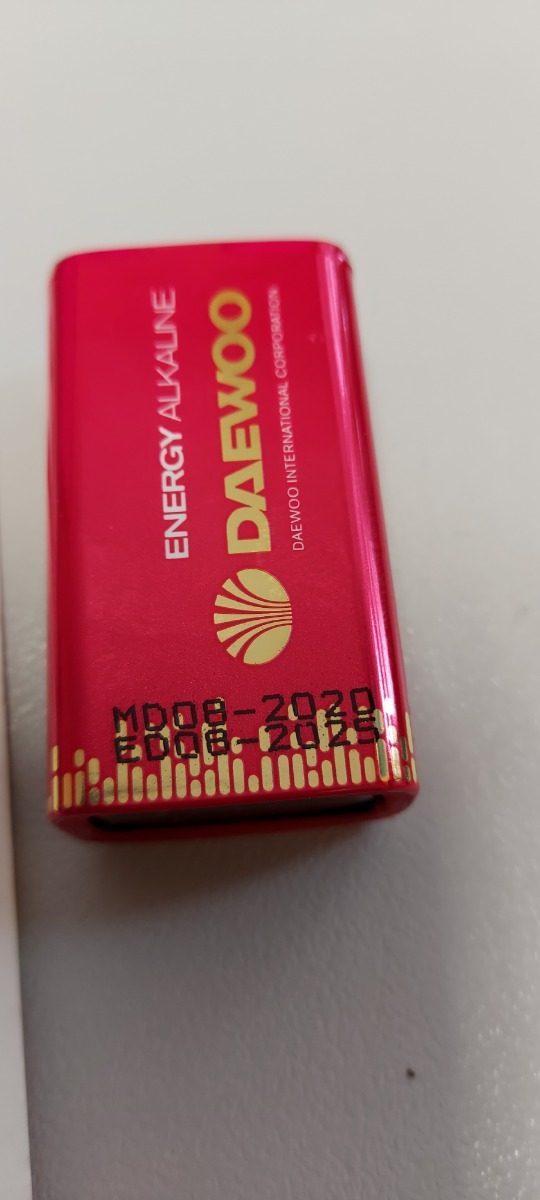 ENERGY ALKALINE
DAEWOO
DAEWOO INTERNATIONAL CORPORATION
MD08-2020
ED08-2025